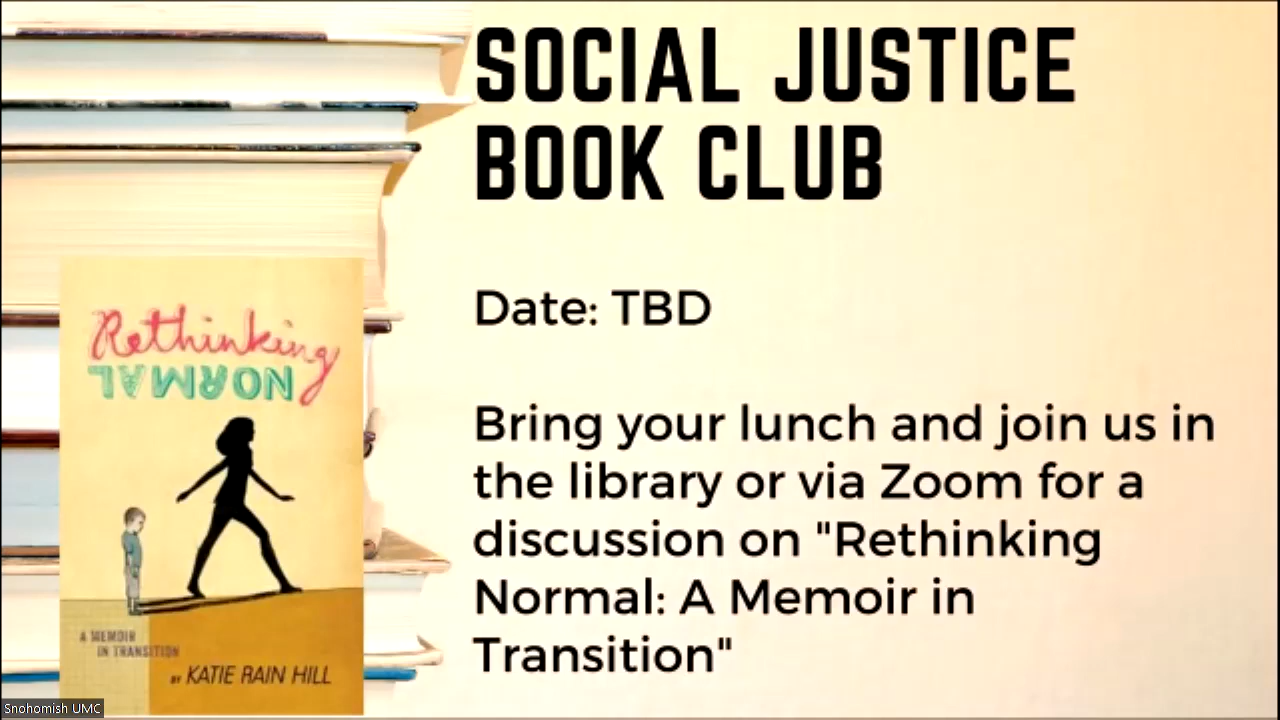 SOCIAL JUSTICE
BOOK CLUB
Date: TBD
Bring your lunch and join us in
the library or via Zoom for a
discussion on "Rethinking
Normal: A Memoir in
Transition"
Rethinking
NORMAL
A MEMOIR
IN TRANSITION
BY KATIE RAIN HILL
Snohomish UMC